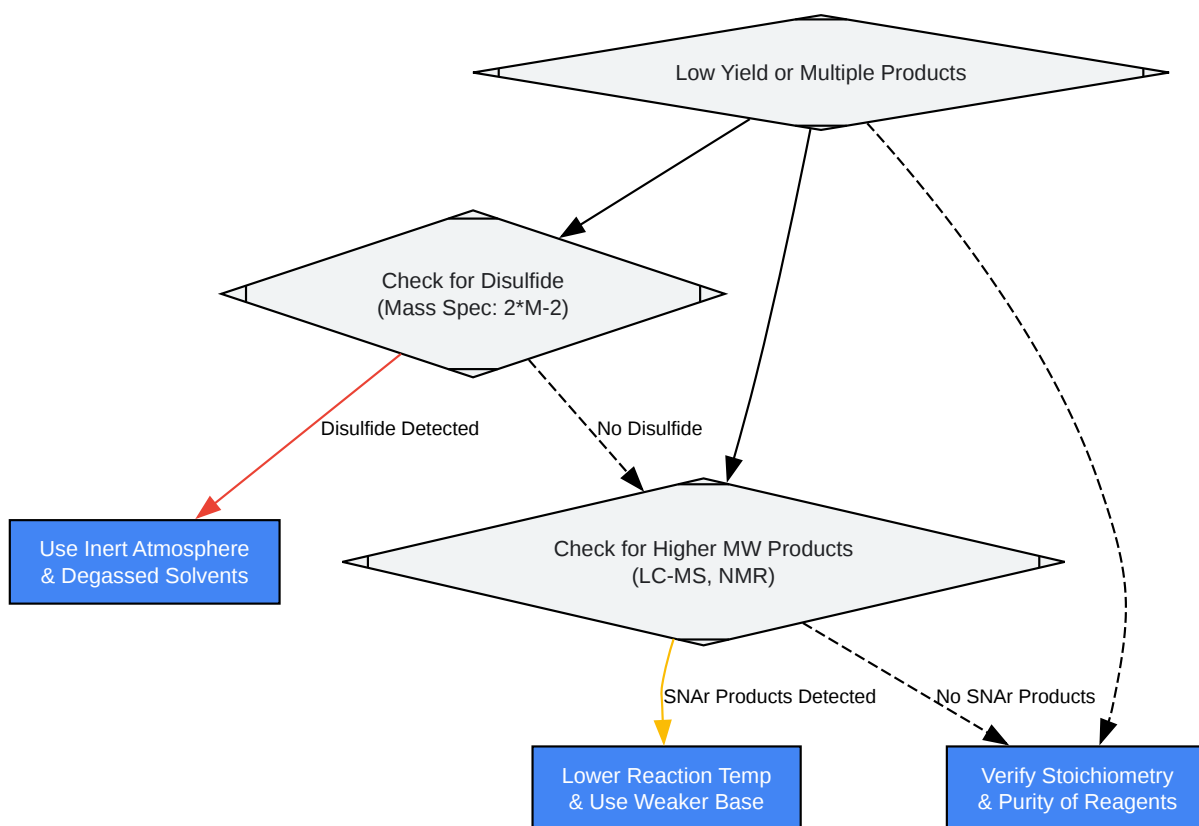 Low Yield or Multiple Products
Check for Disulfide
(Mass Spec: 2*M-2)
Disulfide Detected
No Disulfide
Use Inert Atmosphere
& Degassed Solvents
Check for Higher MW Products
(LC-MS, NMR)
SNAr Products Detected
No SNAr Products
Lower Reaction Temp
& Use Weaker Base
Verify Stoichiometry
& Purity of Reagents